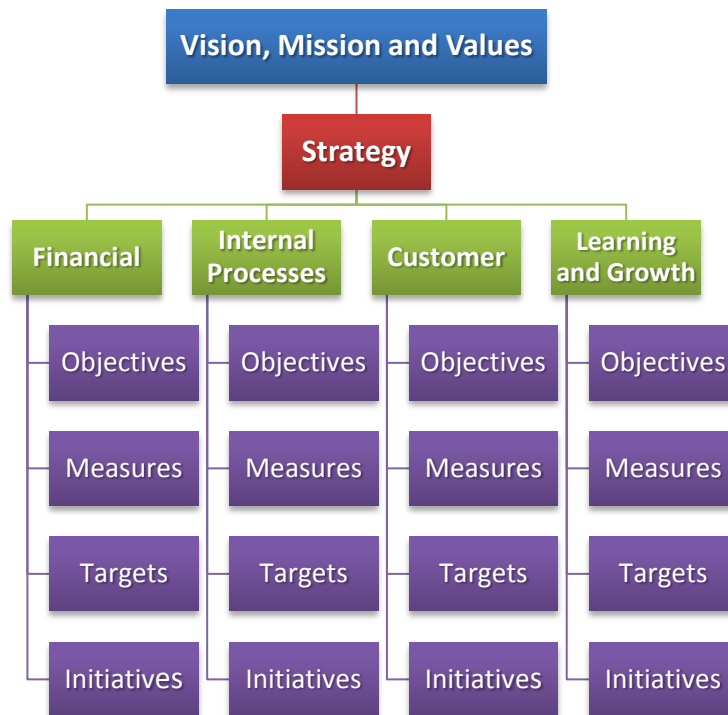 Vision, Mission and Values
Strategy
Financial
Internal
Processes
Customer
Learning
and Growth
Objectives
Objectives
Objectives
Objectives
Measures
Measures
Measures
Measures
Targets
Targets
Targets
Targets
Initiatives
Initiatives
Initiatives
Initiatives